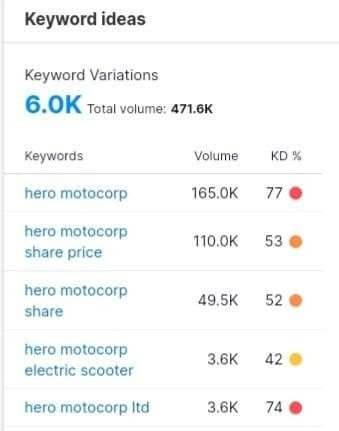 Keyword ideas
Keyword Variations
6.0K Total volume: 471.6K
Keywords Volume KD %
hero motocorp 165.0K 77
hero motocorp
share price 110.0K 53
hero motocorp
share 49.5K 52
hero motocorp
electric scooter 3.6K 42
hero motocorp ltd 3.6K 74